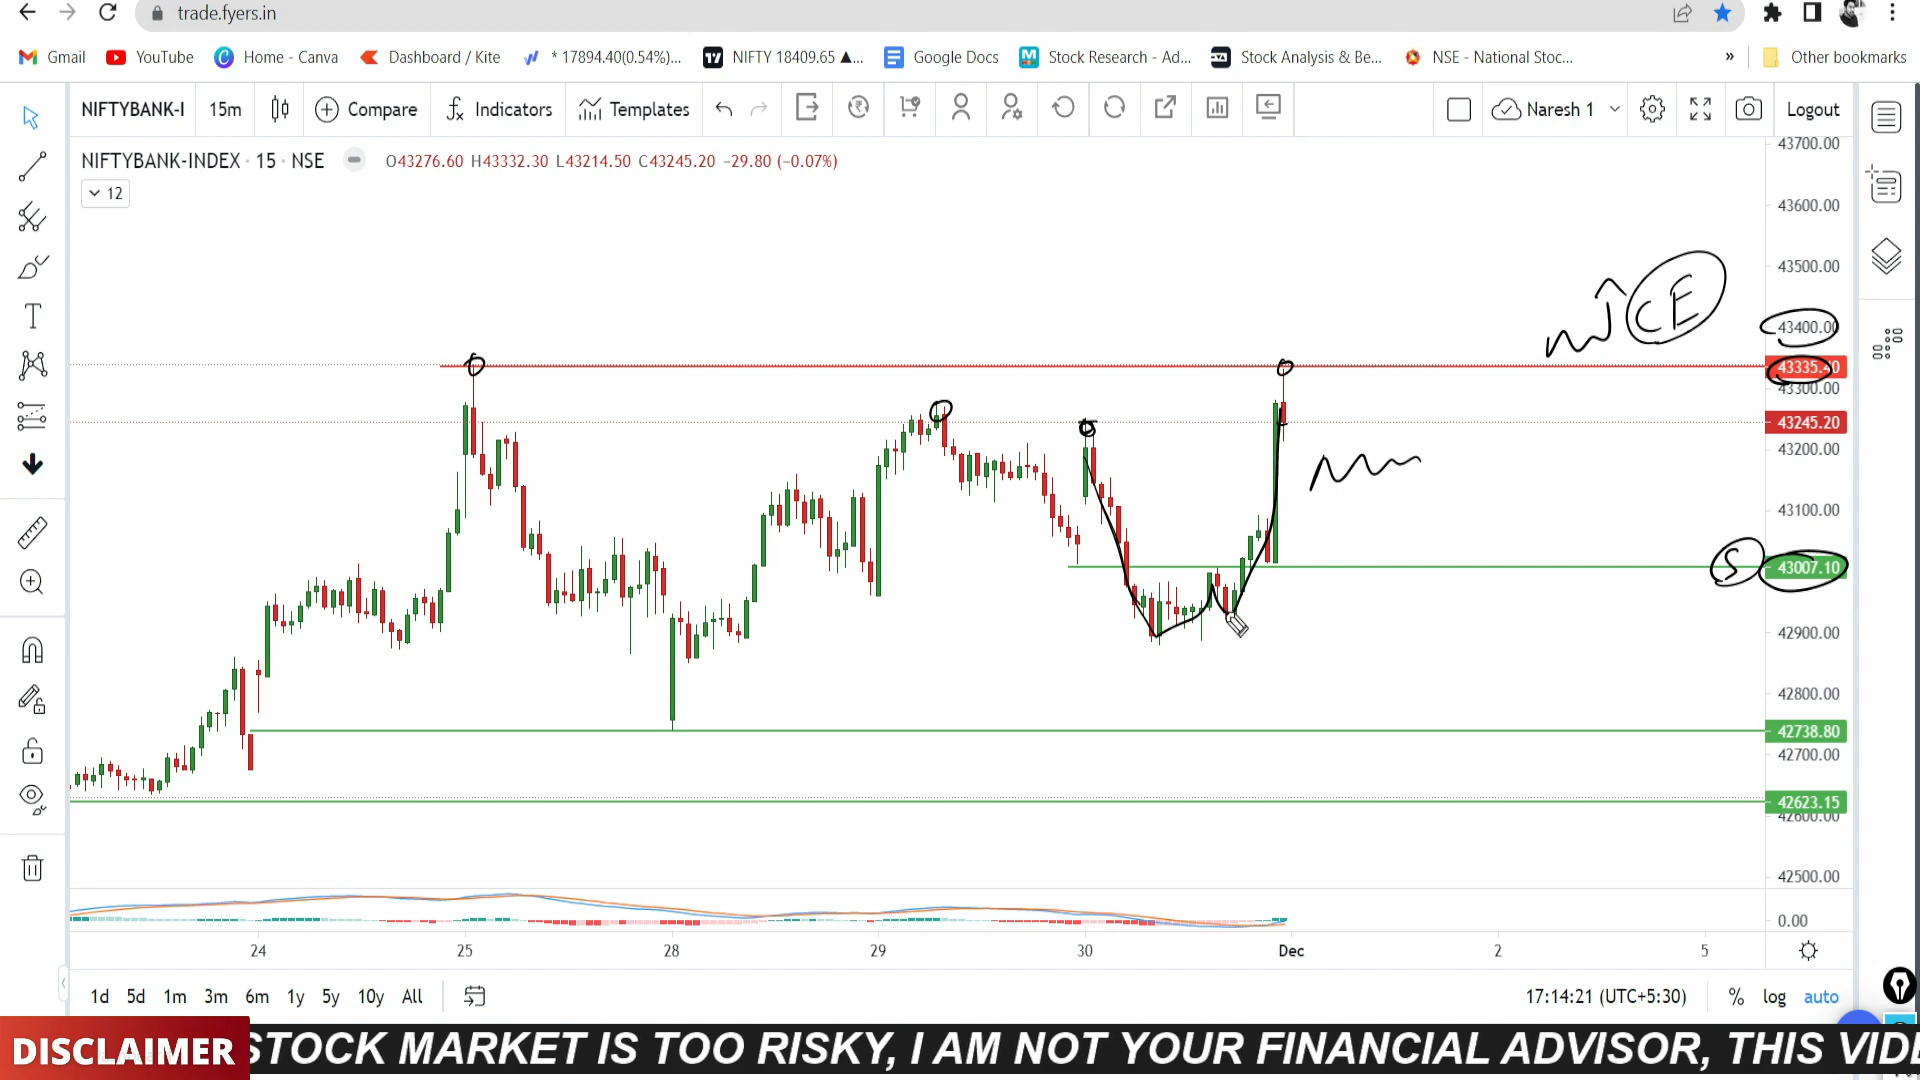 trade.fyers.in
Gmail YouTube Home - Canva Dashboard / Kite * 17894.40(0.54%)... NIFTY 18409.65 ▲... Google Docs Stock Research - Ad... Stock Analysis & Be... NSE - National Stoc... » Other bookmarks
NIFTYBANK-I 15m Compare Indicators Templates Naresh 1 Logout
NIFTYBANK-INDEX · 15 · NSE O43276.60 H43332.30 L43214.50 C43245.20 −29.80 (−0.07%)
12
43700.00
43600.00
43500.00
CE
43400.00
43335.40
43300.00
43245.20
43200.00
43100.00
S 43007.10
42900.00
42800.00
42738.80
42700.00
42623.15
42600.00
42500.00
0.00
24 25 28 29 30 Dec 2 5
1d 5d 1m 3m 6m 1y 5y 10y All 17:14:21 (UTC+5:30) % log auto
DISCLAIMER STOCK MARKET IS TOO RISKY, I AM NOT YOUR FINANCIAL ADVISOR, THIS VIDE